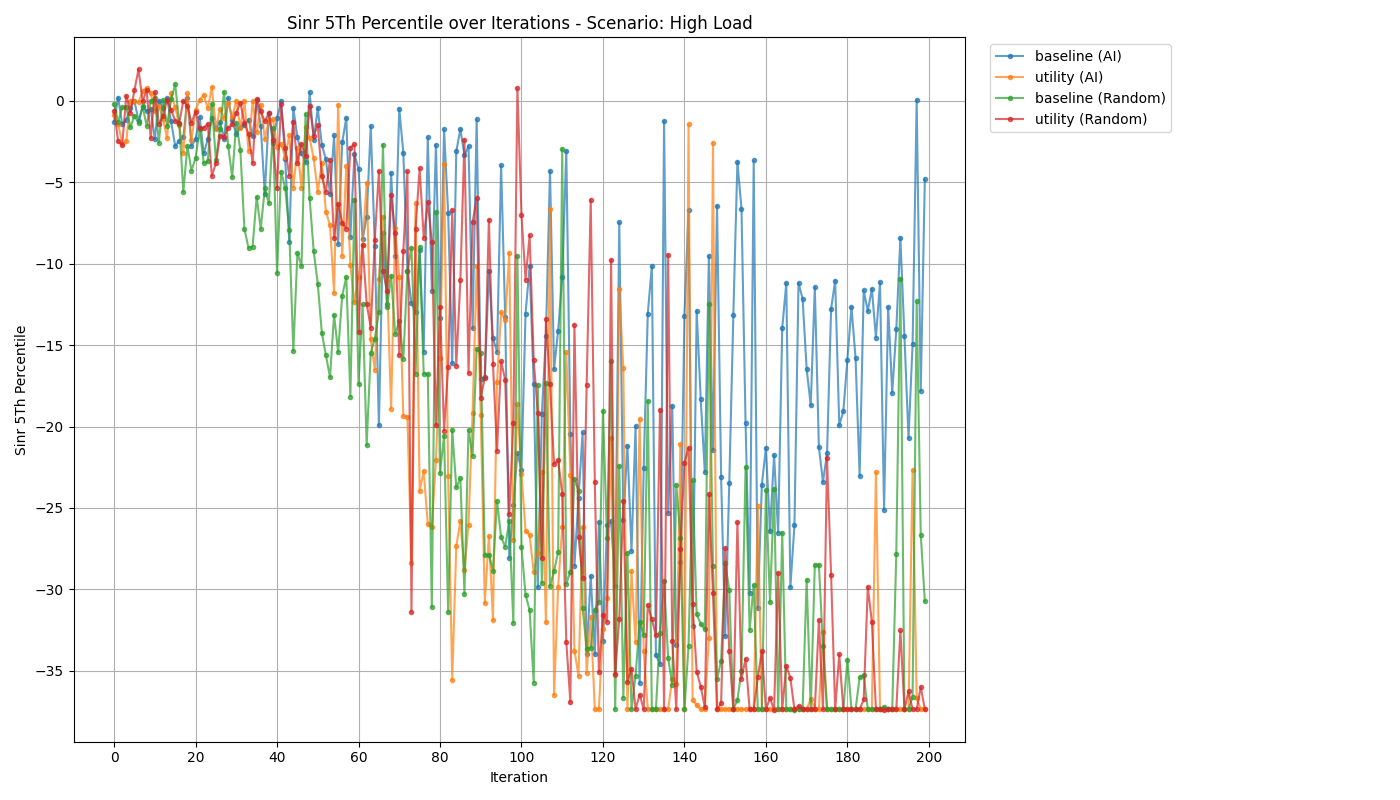 Sinr 5Th Percentile over Iterations - Scenario: High Load
baseline (AI)
utility (AI)
baseline (Random)
utility (Random)
Sinr 5Th Percentile
0
−5
−10
−15
−20
−25
−30
−35
0 20 40 60 80 100 120 140 160 180 200
Iteration